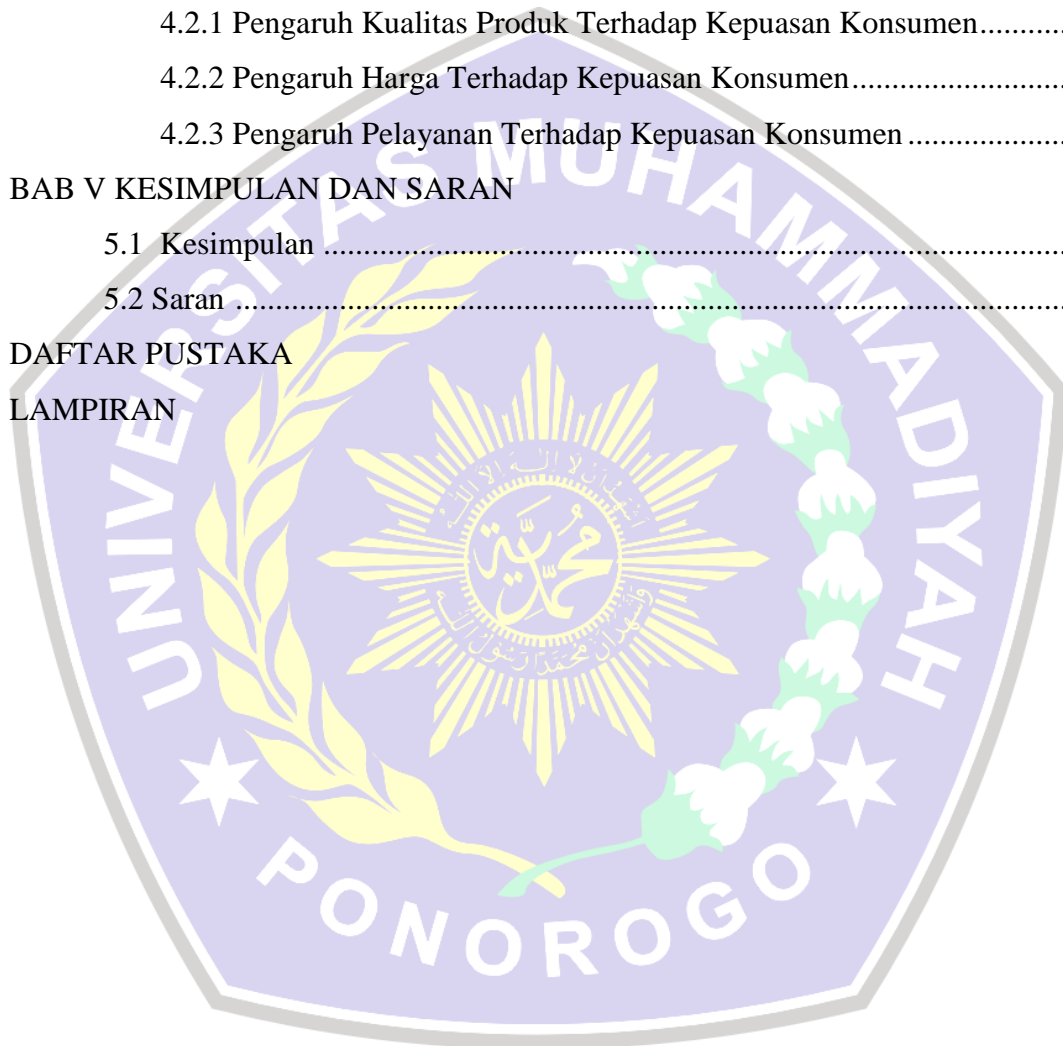 4.2.1 Pengaruh Kualitas Produk Terhadap Kepuasan Konsumen............
4.2.2 Pengaruh Harga Terhadap Kepuasan Konsumen............................
4.2.3 Pengaruh Pelayanan Terhadap Kepuasan Konsumen ....................
BAB V KESIMPULAN DAN SARAN
5.1 Kesimpulan ................................................................................................
5.2 Saran ...........................................................................................................
DAFTAR PUSTAKA
LAMPIRAN
UNIVERSITAS MUHAMMADIYAH
PONOROGO
محمدية